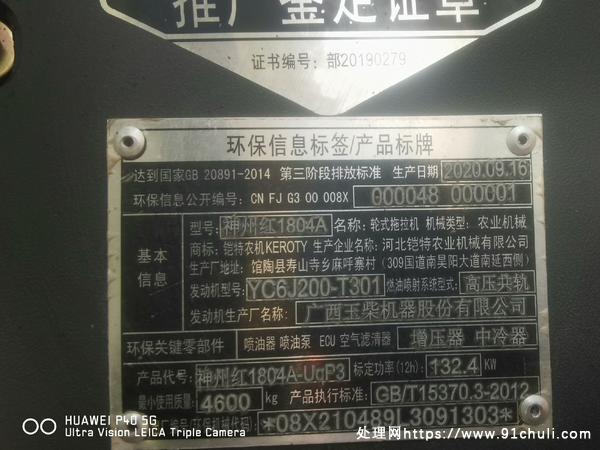 推广鉴定证章
证书编号：部20190279
环保信息标签/产品标牌
达到国家GB 20891-2014 第三阶段排放标准 生产日期 2020.09.16
环保信息公开编号：CN FJ G3 00 008X 000048 000001
基本信息
型号：神州红1804A 名称：轮式拖拉机 机械类型：农业机械
商标：铠特农机KEROTY 生产企业名称：河北铠特农业机械有限公司
生产厂地址：馆陶县寿山寺乡麻呼寨村（309国道南吴阳大道南延西侧）
发动机型号：YC6J200-T301 燃油喷射系统型式：高压共轨
发动机生产厂名称：广西玉柴机器股份有限公司
环保关键零部件 喷油器 喷油泵 ECU 空气滤清器 增压器 中冷器
产品代号：神州红1804A-UqP3 标定功率(12h)：132.4 KW
最小使用质量：4600 kg 产品执行标准：GB/T15370.3-2012
编号/(环保机械代码)：*08X210489L3091303*
HUAWEI P40 5G
Ultra Vision LEICA Triple Camera
处理网https://www.91chuli.com/